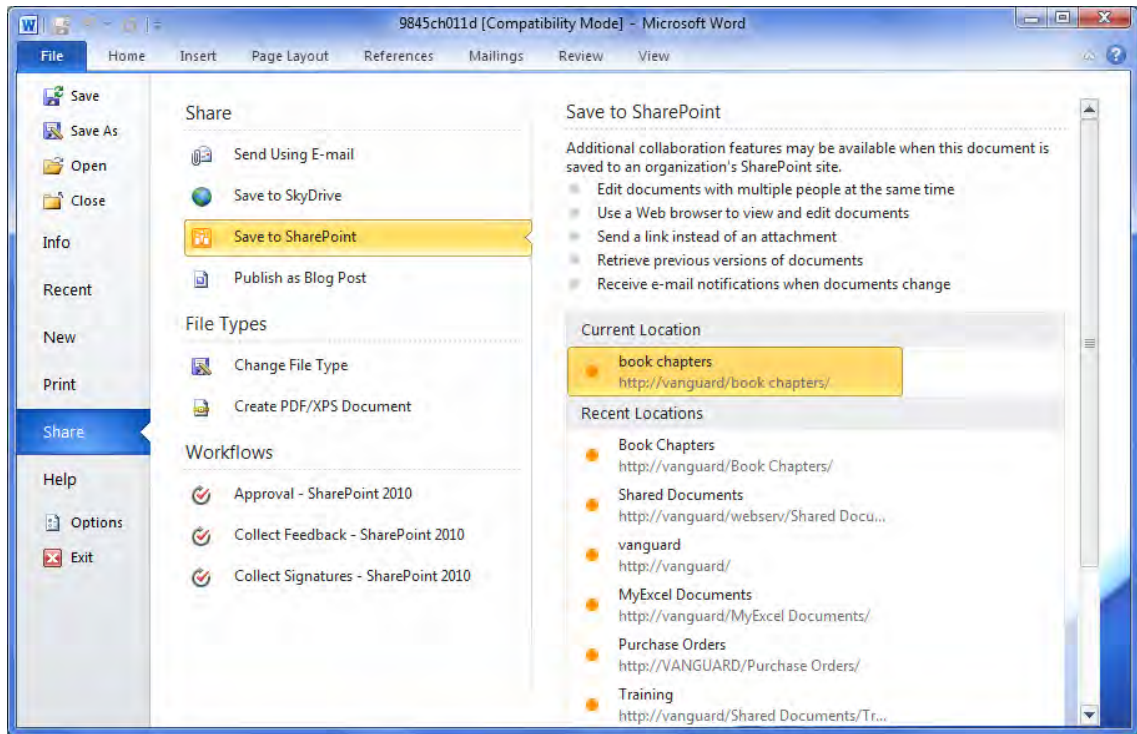 9845ch011d [Compatibility Mode] - Microsoft Word
File Home Insert Page Layout References Mailings Review View
Save
Save As
Open
Close
Info
Recent
New
Print
Share
Help
Options
Exit
Share
Send Using E-mail
Save to SkyDrive
Save to SharePoint
Publish as Blog Post
File Types
Change File Type
Create PDF/XPS Document
Workflows
Approval - SharePoint 2010
Collect Feedback - SharePoint 2010
Collect Signatures - SharePoint 2010
Save to SharePoint
Additional collaboration features may be available when this document is
saved to an organization's SharePoint site.
Edit documents with multiple people at the same time
Use a Web browser to view and edit documents
Send a link instead of an attachment
Retrieve previous versions of documents
Receive e-mail notifications when documents change
Current Location
book chapters
http://vanguard/book chapters/
Recent Locations
Book Chapters
http://vanguard/Book Chapters/
Shared Documents
http://vanguard/webserv/Shared Docu...
vanguard
http://vanguard/
MyExcel Documents
http://vanguard/MyExcel Documents/
Purchase Orders
http://VANGUARD/Purchase Orders/
Training
http://vanguard/Shared Documents/Tr...